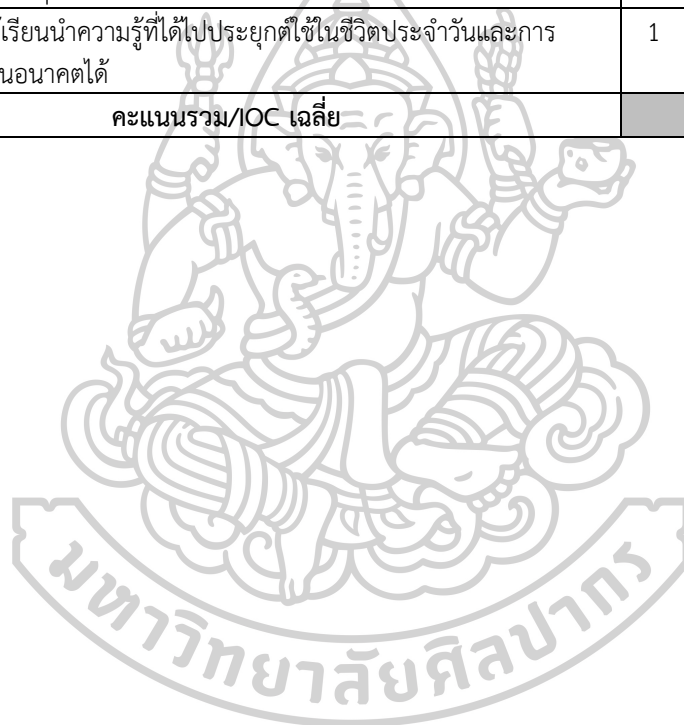 เรียนนำความรู้ที่ได้ไปประยุกต์ใช้ในชีวิตประจำวันและการ 1
นอนาคตได้
คะแนนรวม/IOC เฉลี่ย
มหาวิทยาลัยศิลปากร